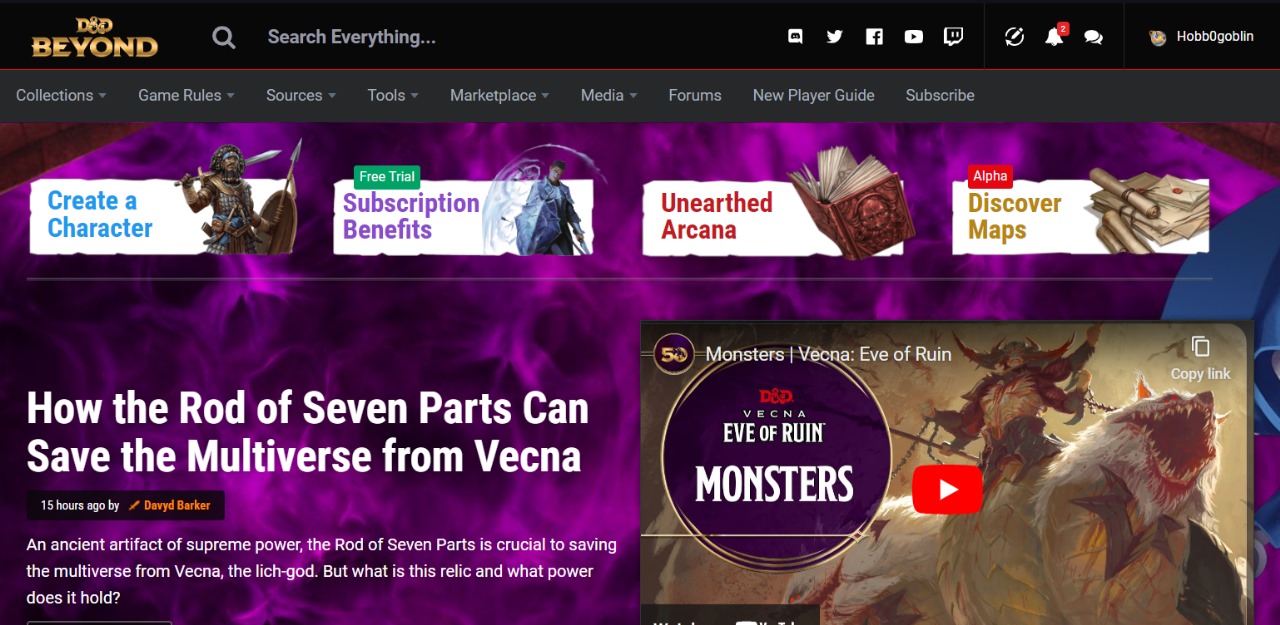 D&D
BEYOND
Search Everything...
2
Hobb0goblin
Collections
Game Rules
Sources
Tools
Marketplace
Media
Forums
New Player Guide
Subscribe
Create a
Character
Free Trial
Subscription
Benefits
Unearthed
Arcana
Alpha
Discover
Maps
How the Rod of Seven Parts Can
Save the Multiverse from Vecna
15 hours ago by Davyd Barker
An ancient artifact of supreme power, the Rod of Seven Parts is crucial to saving
the multiverse from Vecna, the lich-god. But what is this relic and what power
does it hold?
50
Monsters | Vecna: Eve of Ruin
Copy link
D&D
VECNA
EVE OF RUIN
MONSTERS